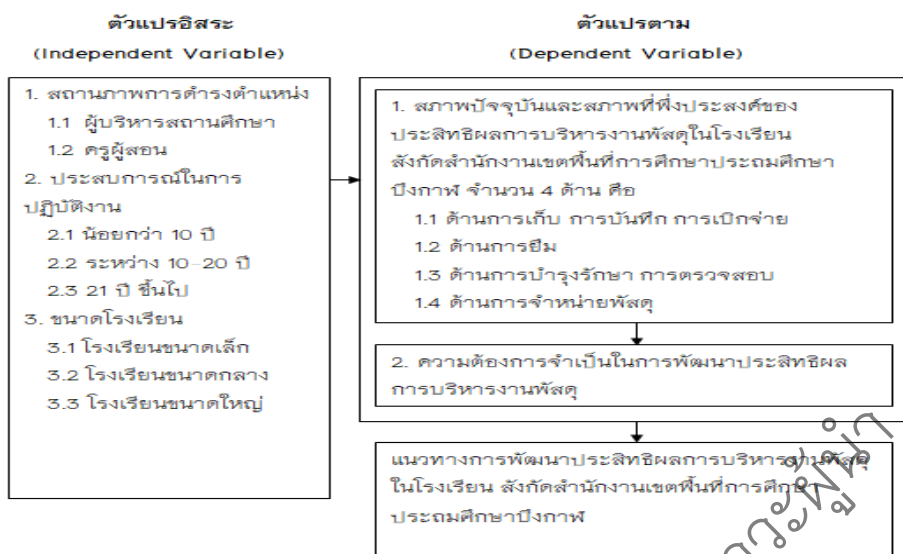 ตัวแปรอิสระ
(Independent Variable)
1. สถานภาพการดำรงตำแหน่ง
1.1 ผู้บริหารสถานศึกษา
1.2 ครูผู้สอน
2. ประสบการณ์ในการ
ปฏิบัติงาน
2.1 น้อยกว่า 10 ปี
2.2 ระหว่าง 10-20 ปี
2.3 21 ปี ขึ้นไป
3. ขนาดโรงเรียน
3.1 โรงเรียนขนาดเล็ก
3.2 โรงเรียนขนาดกลาง
3.3 โรงเรียนขนาดใหญ่
ตัวแปรตาม
(Dependent Variable)
1. สภาพปัจจุบันและสภาพที่พึงประสงค์ของ
ประสิทธิผลการบริหารงานพัสดุในโรงเรียน
สังกัดสำนักงานเขตพื้นที่การศึกษาประถมศึกษา
บึงกาฬ จำนวน 4 ด้าน คือ
1.1 ด้านการเก็บ การบันทึก การเบิกจ่าย
1.2 ด้านการยืม
1.3 ด้านการบำรุงรักษา การตรวจสอบ
1.4 ด้านการจำหน่ายพัสดุ
2. ความต้องการจำเป็นในการพัฒนาประสิทธิผล
การบริหารงานพัสดุ
แนวทางการพัฒนาประสิทธิผลการบริหารงานพัสดุ
ในโรงเรียน สังกัดสำนักงานเขตพื้นที่การศึกษา
ประถมศึกษาบึงกาฬ